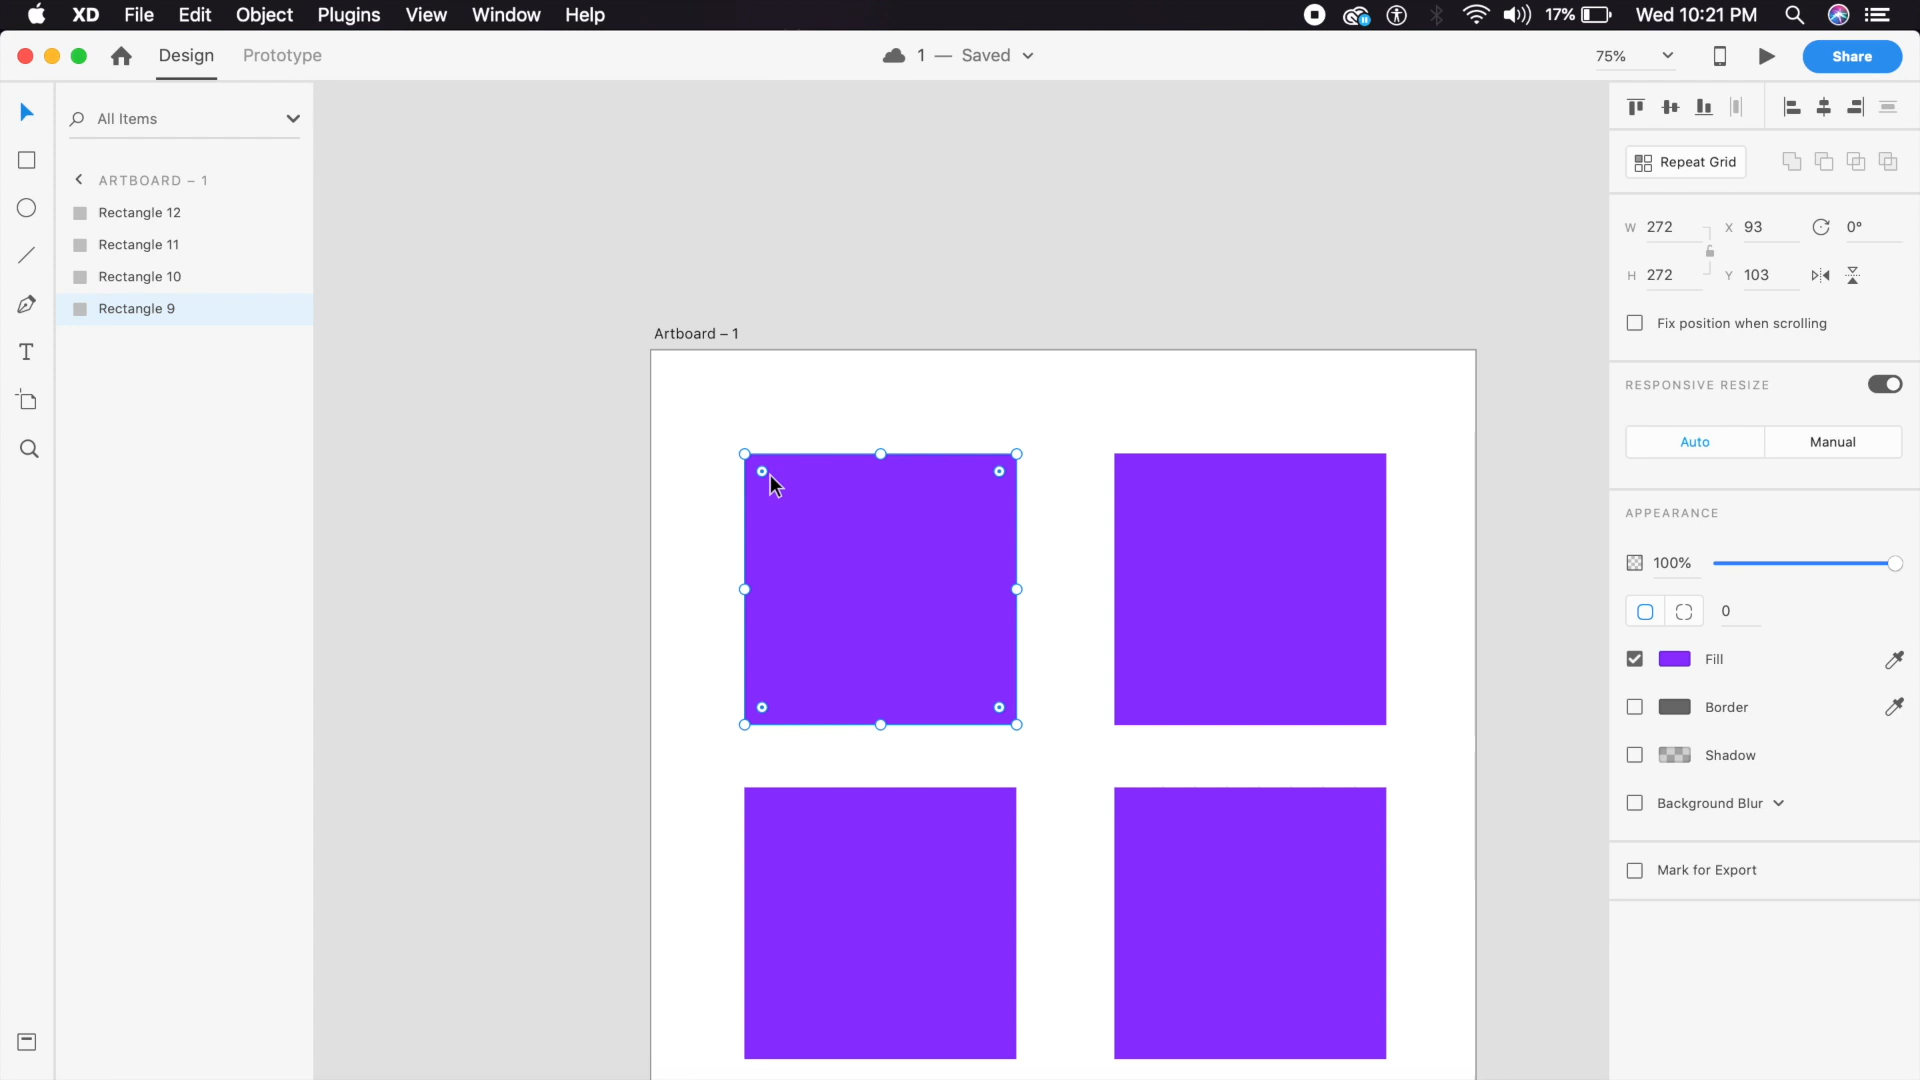 XD File Edit Object Plugins View Window Help 17% Wed 10:21 PM
Design Prototype 1 — Saved 75% Share
All Items
ARTBOARD – 1
Rectangle 12
Rectangle 11
Rectangle 10
Rectangle 9
Artboard – 1
Repeat Grid
W 272 X 93 0°
H 272 Y 103
Fix position when scrolling
RESPONSIVE RESIZE
Auto Manual
APPEARANCE
100%
0
Fill
Border
Shadow
Background Blur
Mark for Export